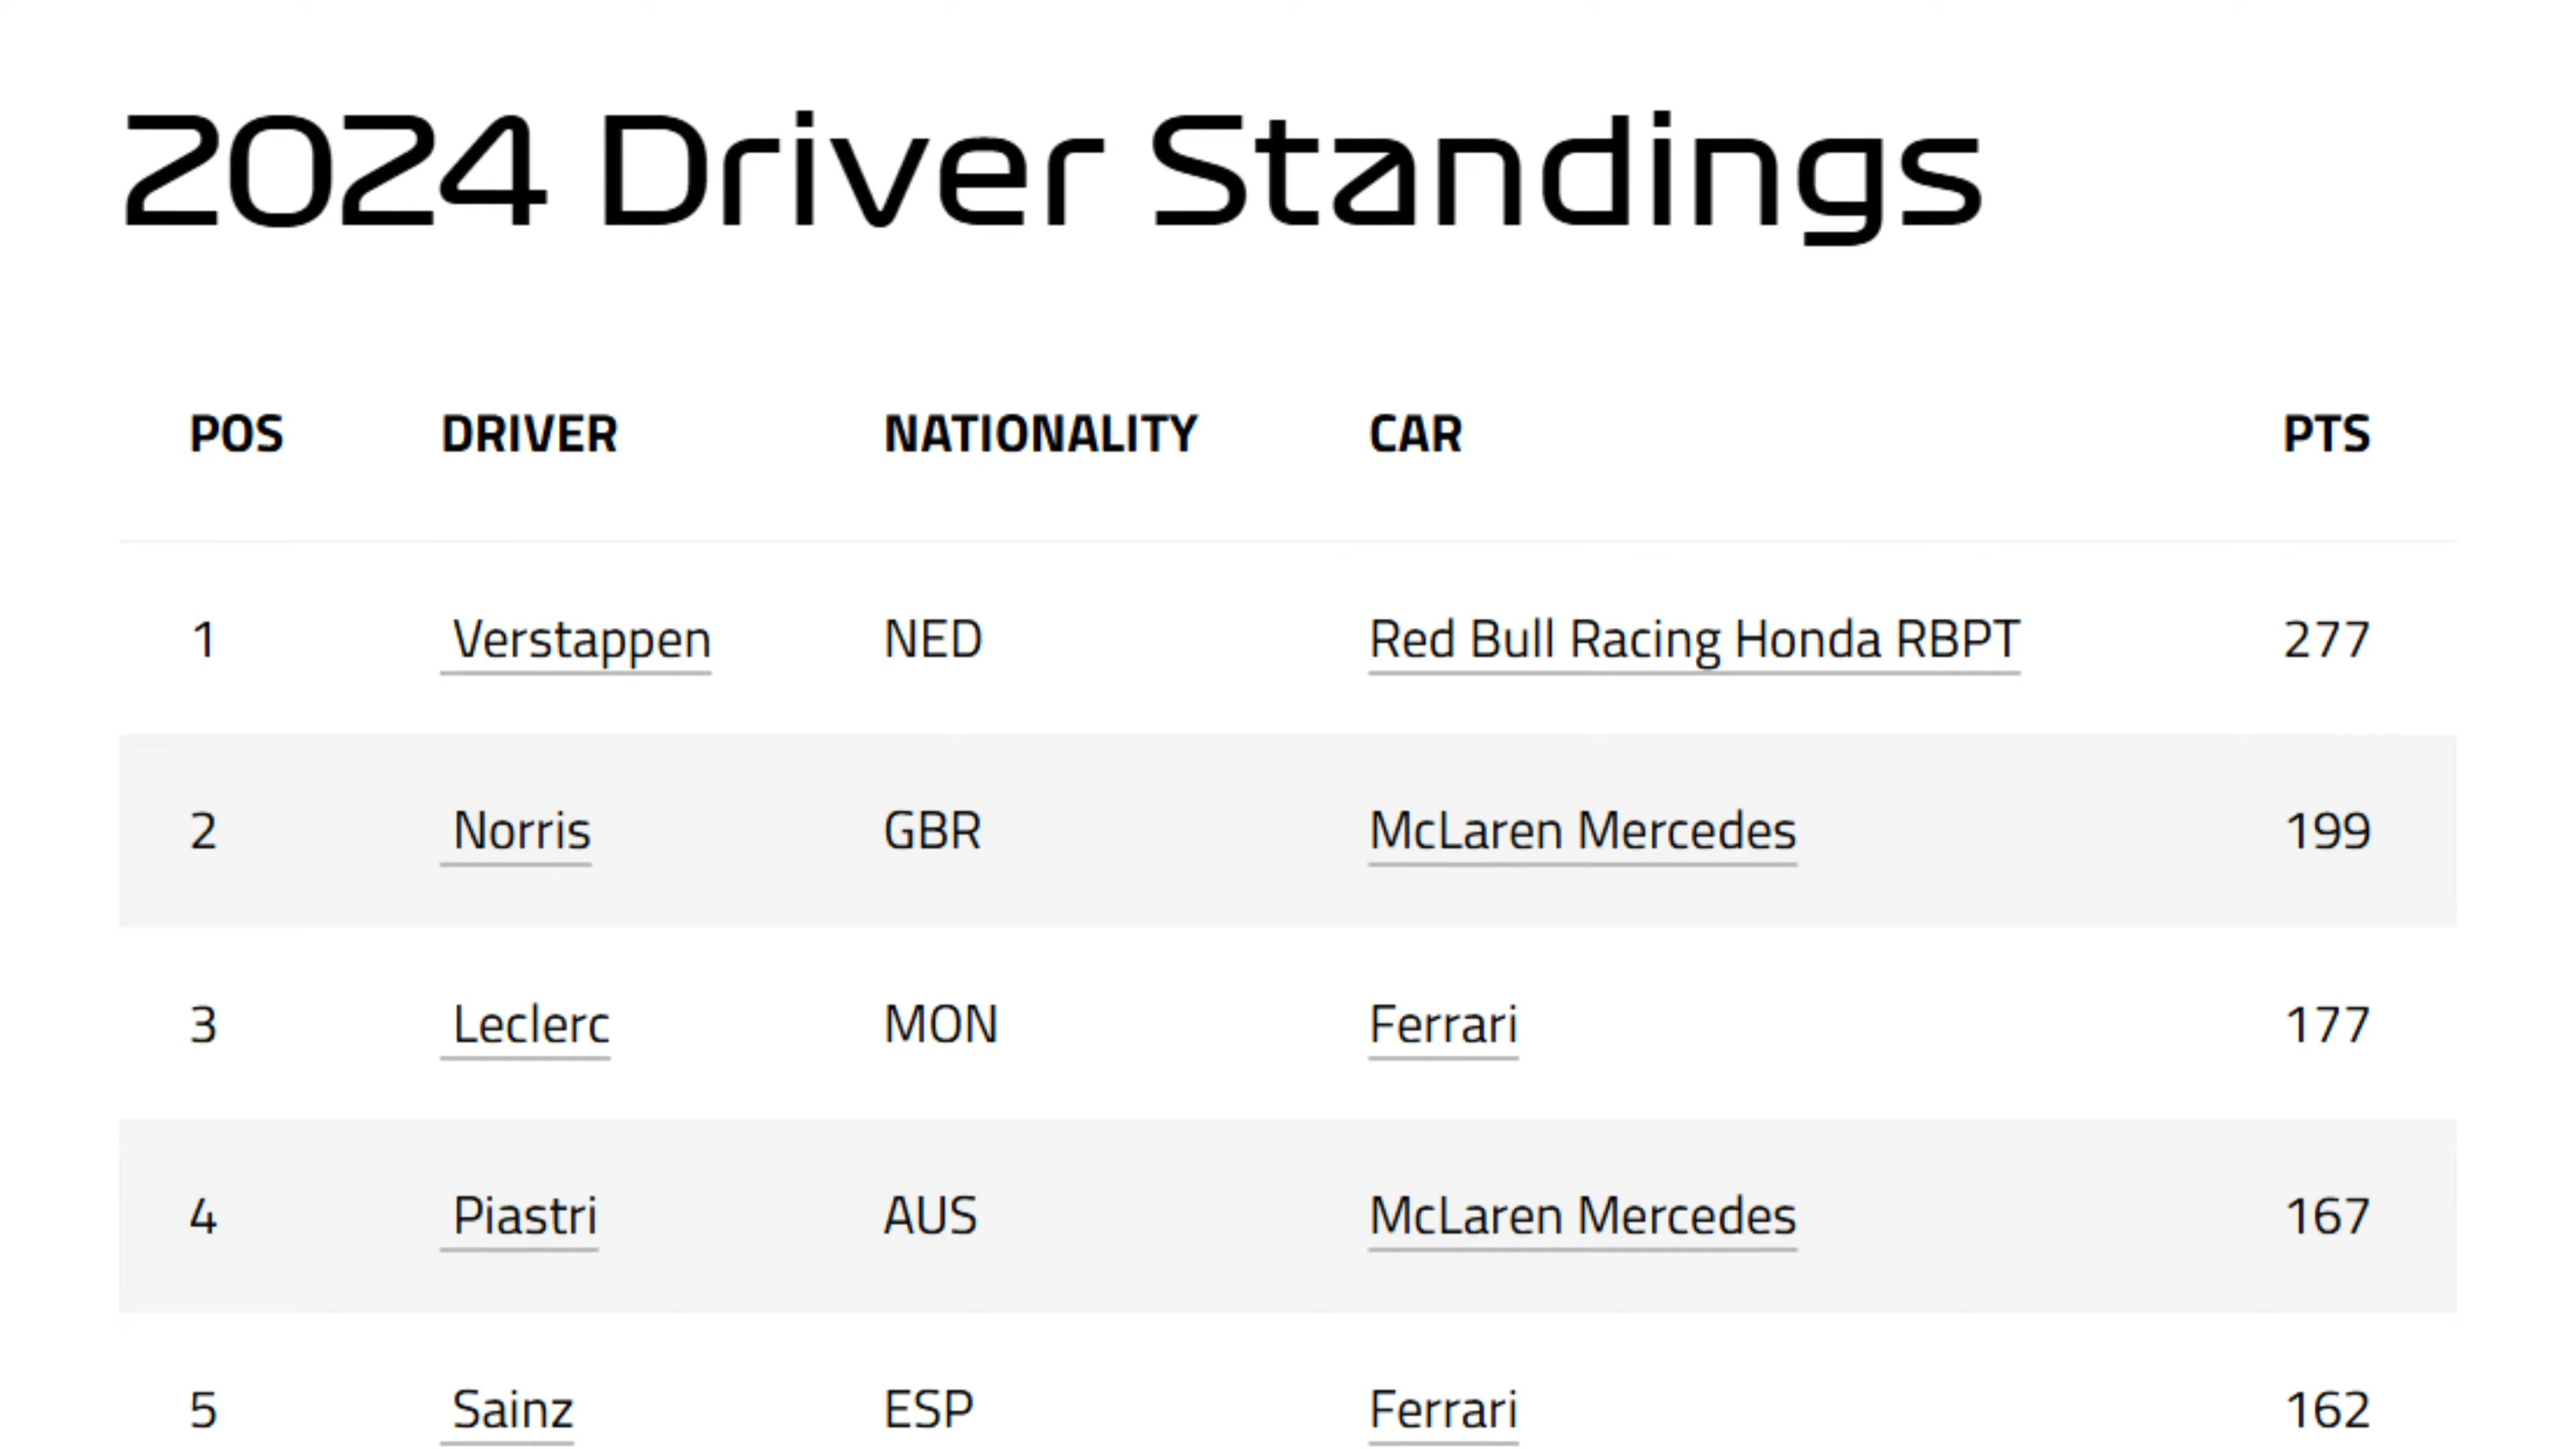 2024 Driver Standings
POS DRIVER NATIONALITY CAR PTS
1 Verstappen NED Red Bull Racing Honda RBPT 277
2 Norris GBR McLaren Mercedes 199
3 Leclerc MON Ferrari 177
4 Piastri AUS McLaren Mercedes 167
5 Sainz ESP Ferrari 162